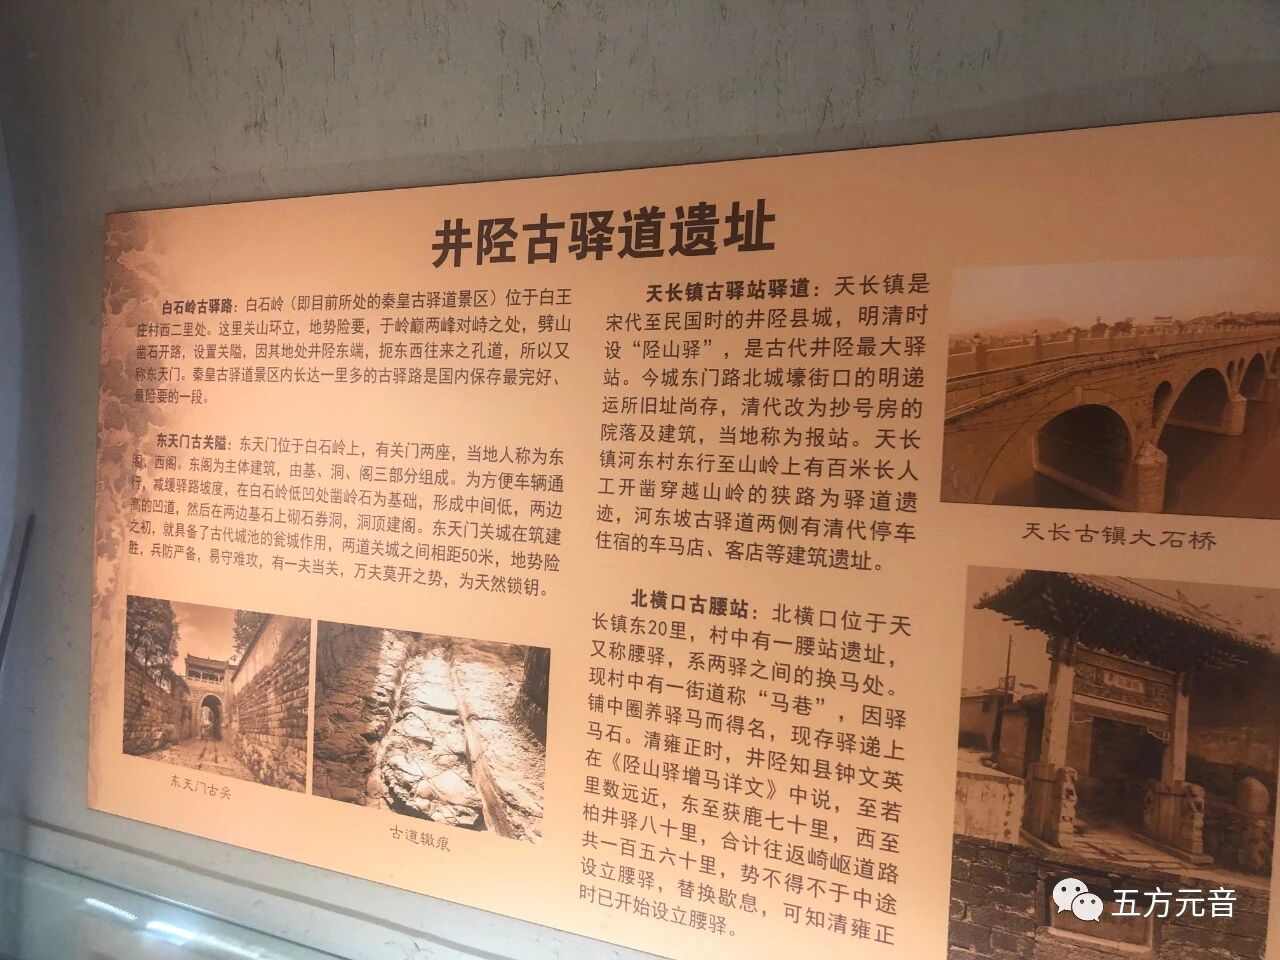 井陉古驿道遗址
白石岭古驿路：白石岭（即目前所处的秦皇古驿道景区）位于白王
庄村西二里处。这里关山环立，地势险要，于岭巅两峰对峙之处，劈山
凿石开路，设置关隘，因其地处井陉东端，扼东西往来之孔道，所以又
称东天门。秦皇古驿道景区内长达一里多的古驿路是国内保存最完好、
最险要的一段。
东天门古关隘：东天门位于白石岭上，有关门两座，当地人称为东
阁、西阁。东阁为主体建筑，由基、洞、阁三部分组成。为方便车辆通
行，减缓驿路坡度，在白石岭低凹处凿岭石为基础，形成中间低，两边
高的凹道，然后在两边基石上砌石券洞，洞顶建阁。东天门关城在筑建
之初，就具备了古代城池的瓮城作用，两道关城之间相距50米，地势险
胜，兵防严备，易守难攻，有一夫当关，万夫莫开之势，为天然锁钥。
东天门古关
古道辙痕
天长镇古驿站驿道：天长镇是
宋代至民国时的井陉县城，明清时
设“陉山驿”，是古代井陉最大驿
站。今城东门路北城壕街口的明递
运所旧址尚存，清代改为抄号房的
院落及建筑，当地称为报站。天长
镇河东村东行至山岭上有百米长人
工开凿穿越山岭的狭路为驿道遗
迹，河东坡古驿道两侧有清代停车
住宿的车马店、客店等建筑遗址。
北横口古腰站：北横口位于天
长镇东20里，村中有一腰站遗址，
又称腰驿，系两驿之间的换马处。
现村中有一街道称“马巷”，因驿
铺中圈养驿马而得名，现存驿递上
马石。清雍正时，井陉知县钟文英
在《陉山驿增马详文》中说，至若
里数远近，东至获鹿七十里，西至
柏井驿八十里，合计往返崎岖道路
共一百五六十里，势不得不于中途
设立腰驿，替换歇息，可知清雍正
时已开始设立腰驿。
天长古镇大石桥
五方元音